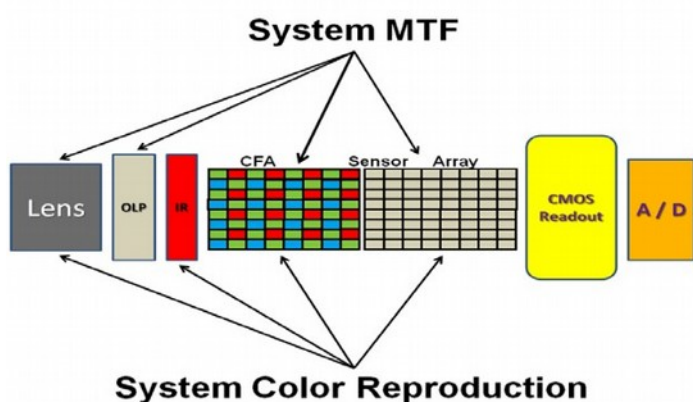 System MTF
CFA
Sensor Array
Lens
OLP
IR
CMOS
Readout
A / D
System Color Reproduction